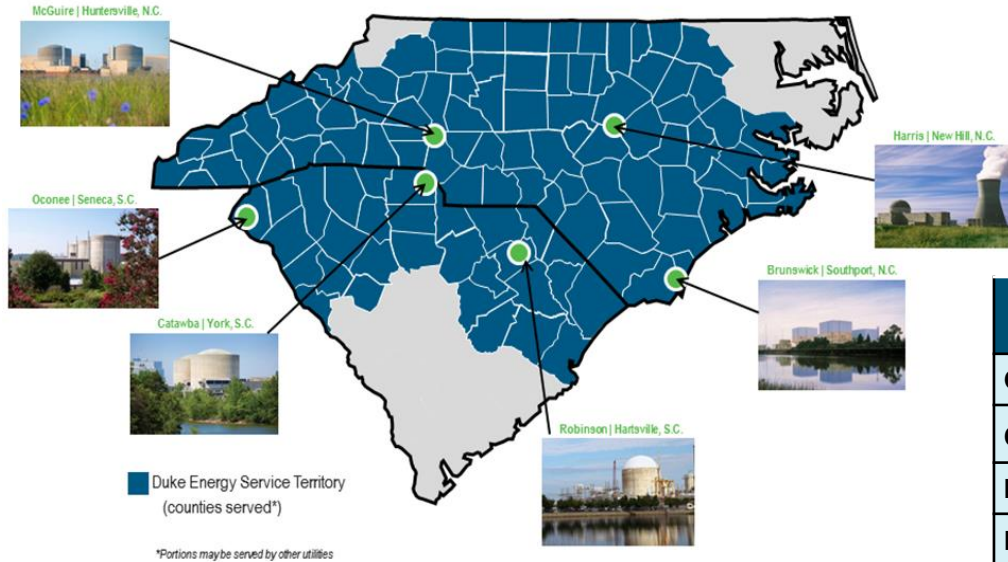 McGuire | Huntersville, N.C.
Harris | New Hill, N.C.
Oconee | Seneca, S.C.
Brunswick | Southport, N.C.
Catawba | York, S.C.
Robinson | Hartsville, S.C.
Duke Energy Service Territory
(counties served*)
*Portions may be served by other utilities